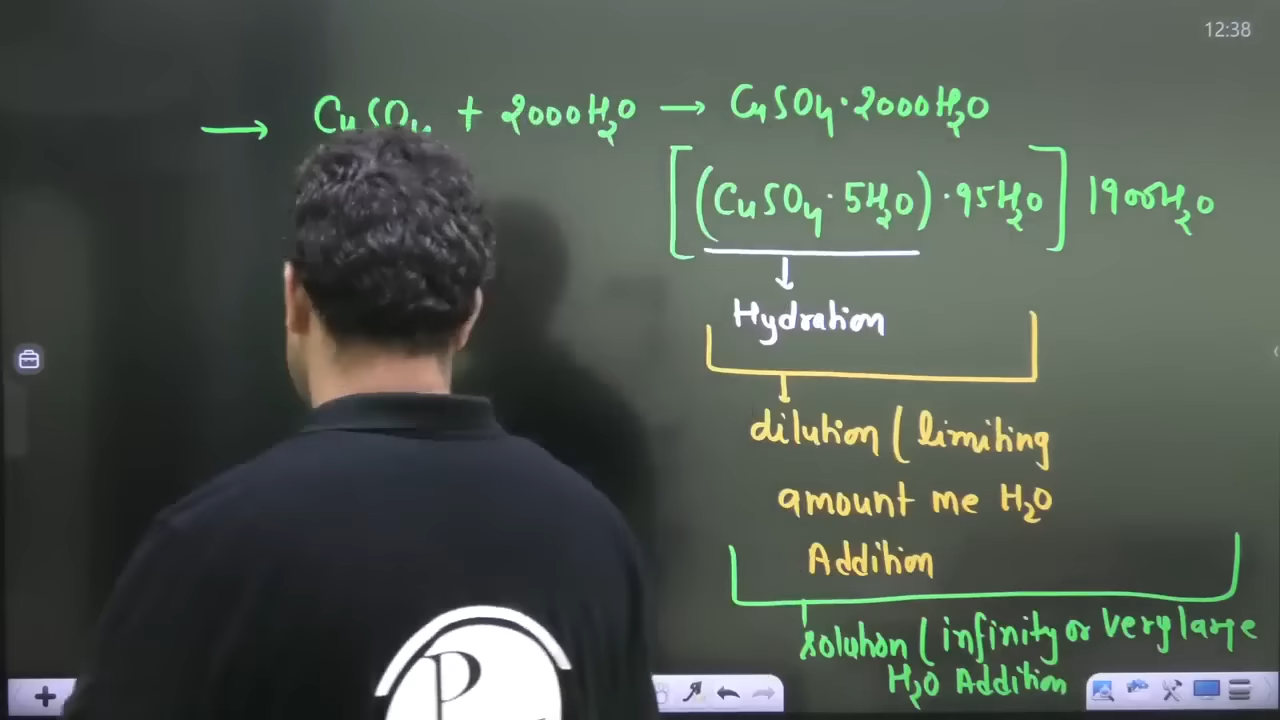 12:38
→ CuSO₄ + 2000H₂O → CuSO₄·2000H₂O
[(CuSO₄·5H₂O)·95H₂O] 1900H₂O
Hydration
dilution (limiting
amount me H₂O
Addition
solution (infinity or very large
H₂O Addition
P